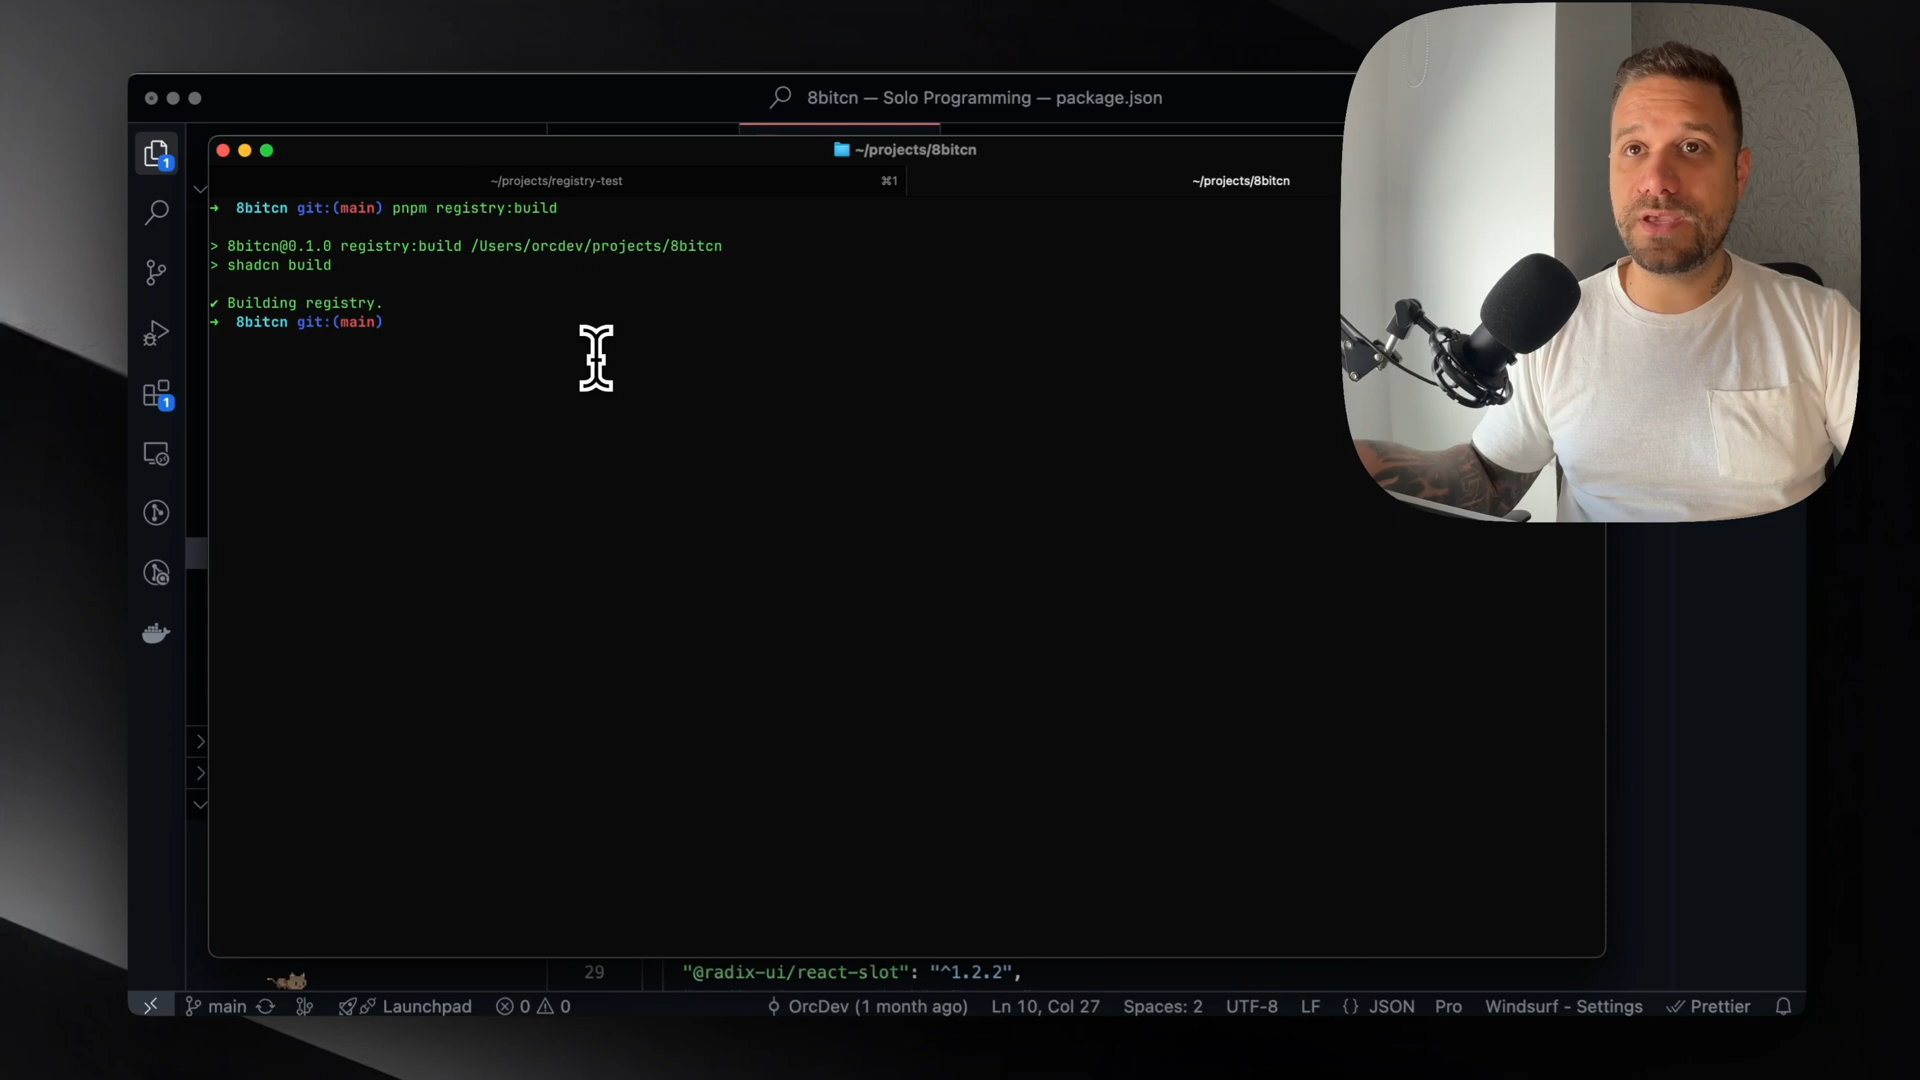 8bitcn — Solo Programming — package.json
~/projects/8bitcn
~/projects/registry-test
⌘1
~/projects/8bitcn
➜ 8bitcn git:(main) pnpm registry:build
> 8bitcn@0.1.0 registry:build /Users/orcdev/projects/8bitcn
> shadcn build
✔ Building registry.
➜ 8bitcn git:(main)
1
1
29 "@radix-ui/react-slot": "^1.2.2",
main Launchpad 0 0 OrcDev (1 month ago) Ln 10, Col 27 Spaces: 2 UTF-8 LF {} JSON Pro Windsurf - Settings Prettier